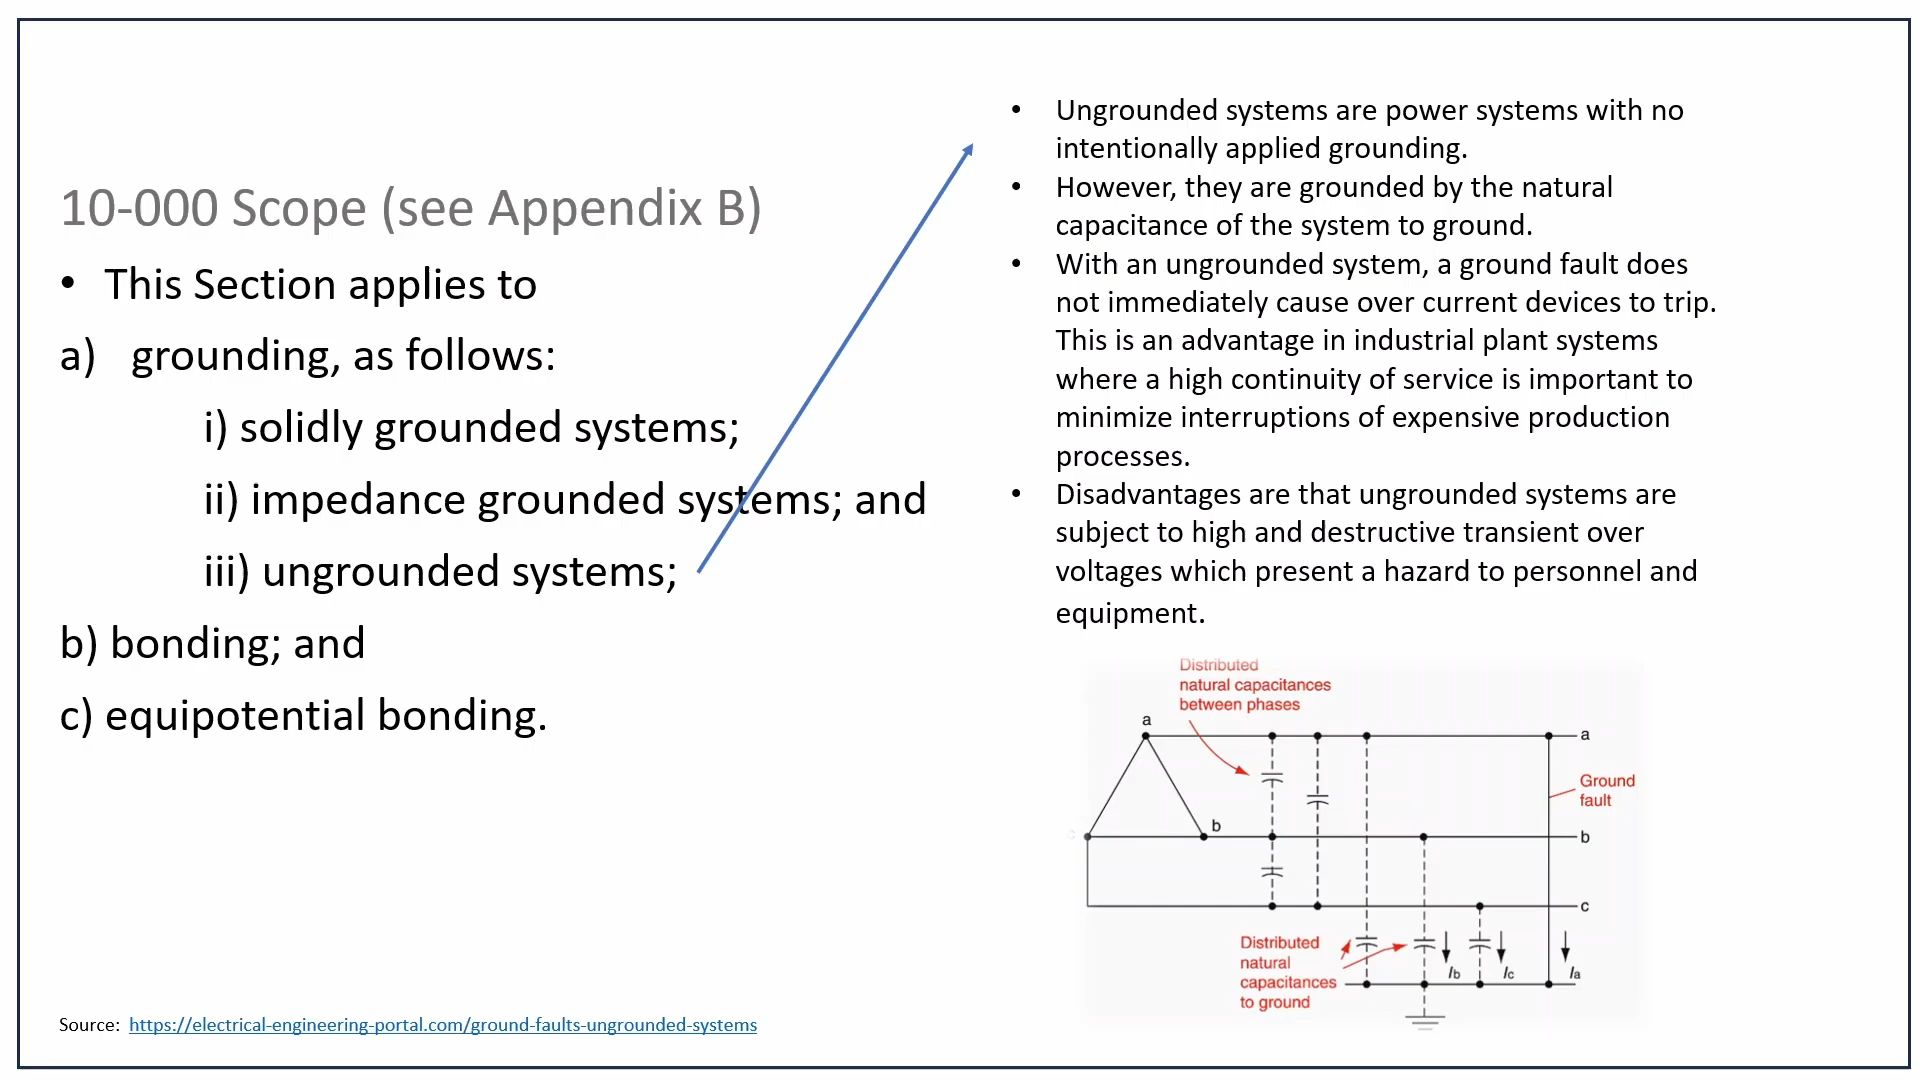 10-000 Scope (see Appendix B)
• This Section applies to
a) grounding, as follows:
i) solidly grounded systems;
ii) impedance grounded systems; and
iii) ungrounded systems;
b) bonding; and
c) equipotential bonding.
Source: https://electrical-engineering-portal.com/ground-faults-ungrounded-systems
• Ungrounded systems are power systems with no
intentionally applied grounding.
• However, they are grounded by the natural
capacitance of the system to ground.
• With an ungrounded system, a ground fault does
not immediately cause over current devices to trip.
This is an advantage in industrial plant systems
where a high continuity of service is important to
minimize interruptions of expensive production
processes.
• Disadvantages are that ungrounded systems are
subject to high and destructive transient over
voltages which present a hazard to personnel and
equipment.
Distributed
natural capacitances
between phases
a
a
Ground
fault
b
b
c
c
Distributed
natural
capacitances
to ground
Ib
Ic
Ia